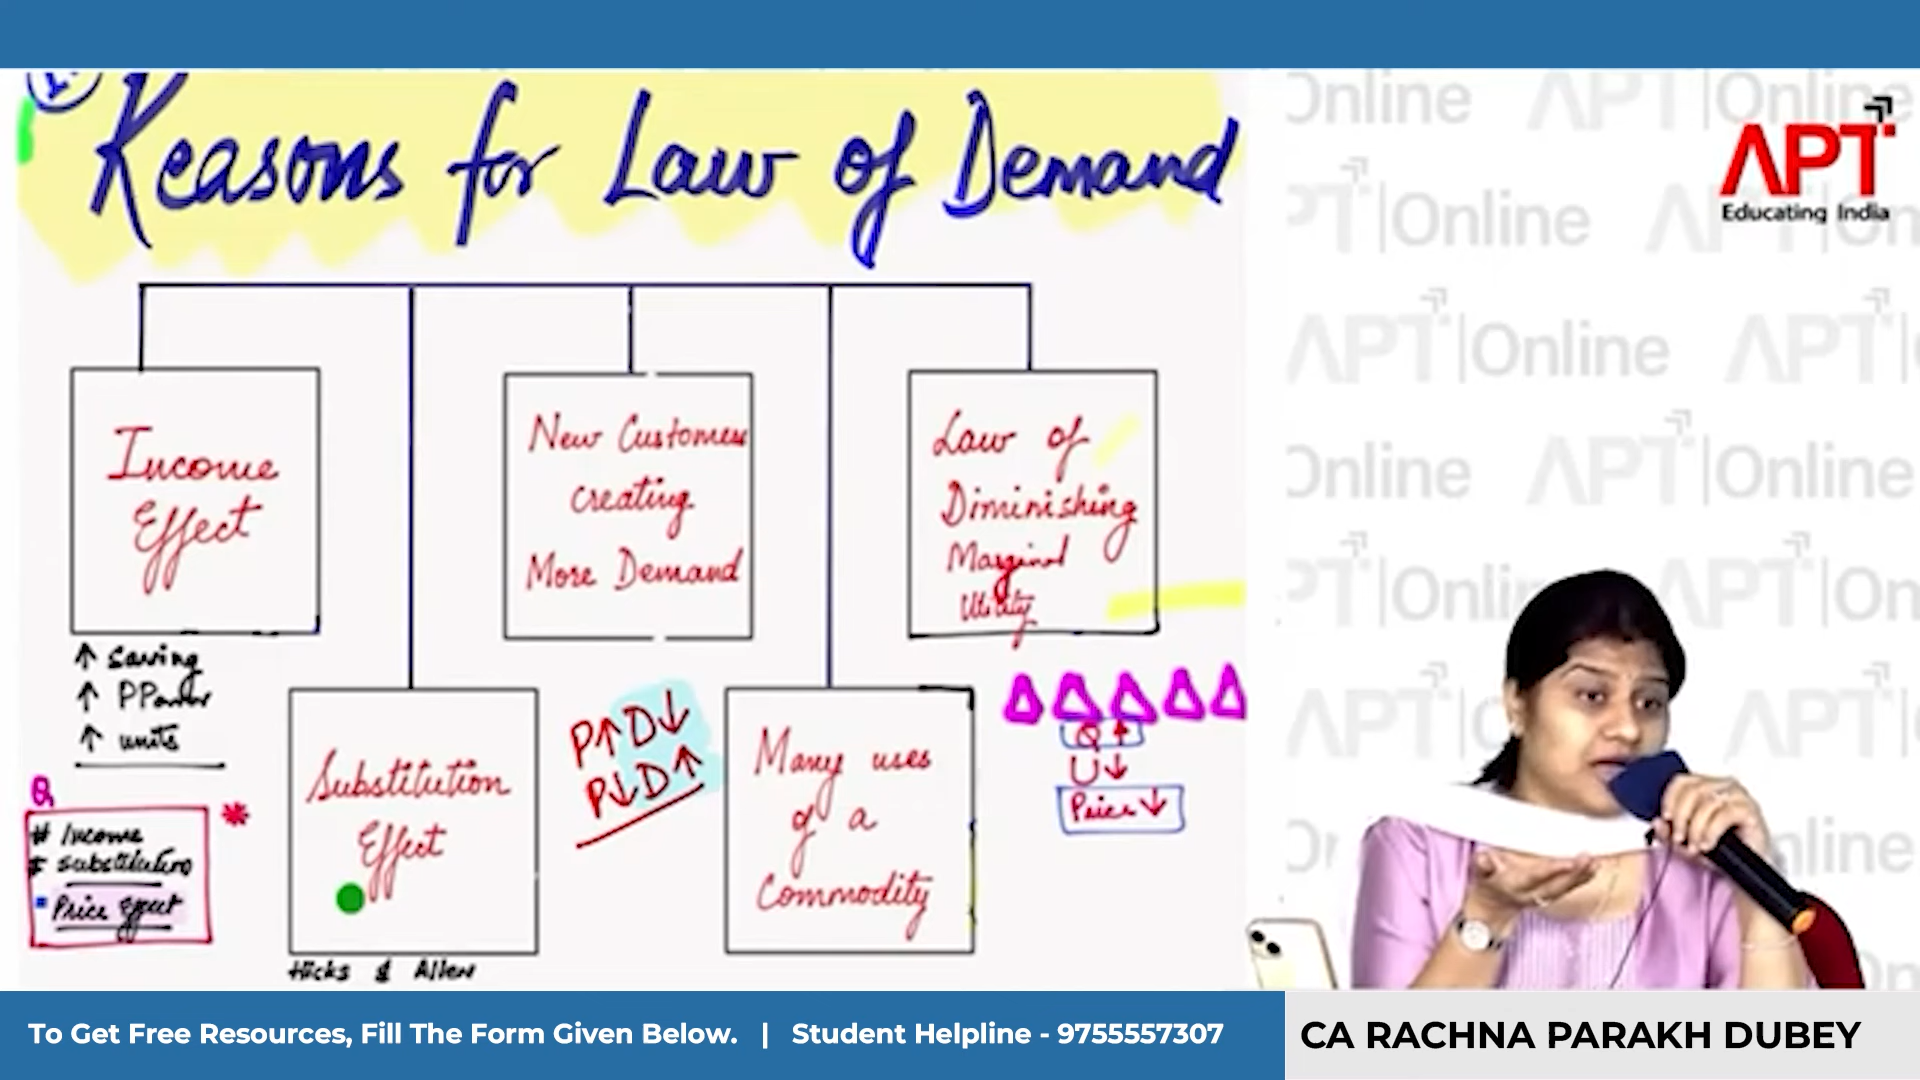 Reasons for Law of Demand
Income
Effect
New Customers
creating
More Demand
Law of
Diminishing
Marginal
Utility
↑ Saving
↑ PPower
↑ units
Substitution
Effect
Hicks & Allen
P↑ D↓
P↓ D↑
Many uses
of a
Commodity
Q ↑
U↓
Price ↓
Q
# Income
substitution
Price effect
APT
Educating India
APT|Online
To Get Free Resources, Fill The Form Given Below. | Student Helpline - 9755557307
CA RACHNA PARAKH DUBEY